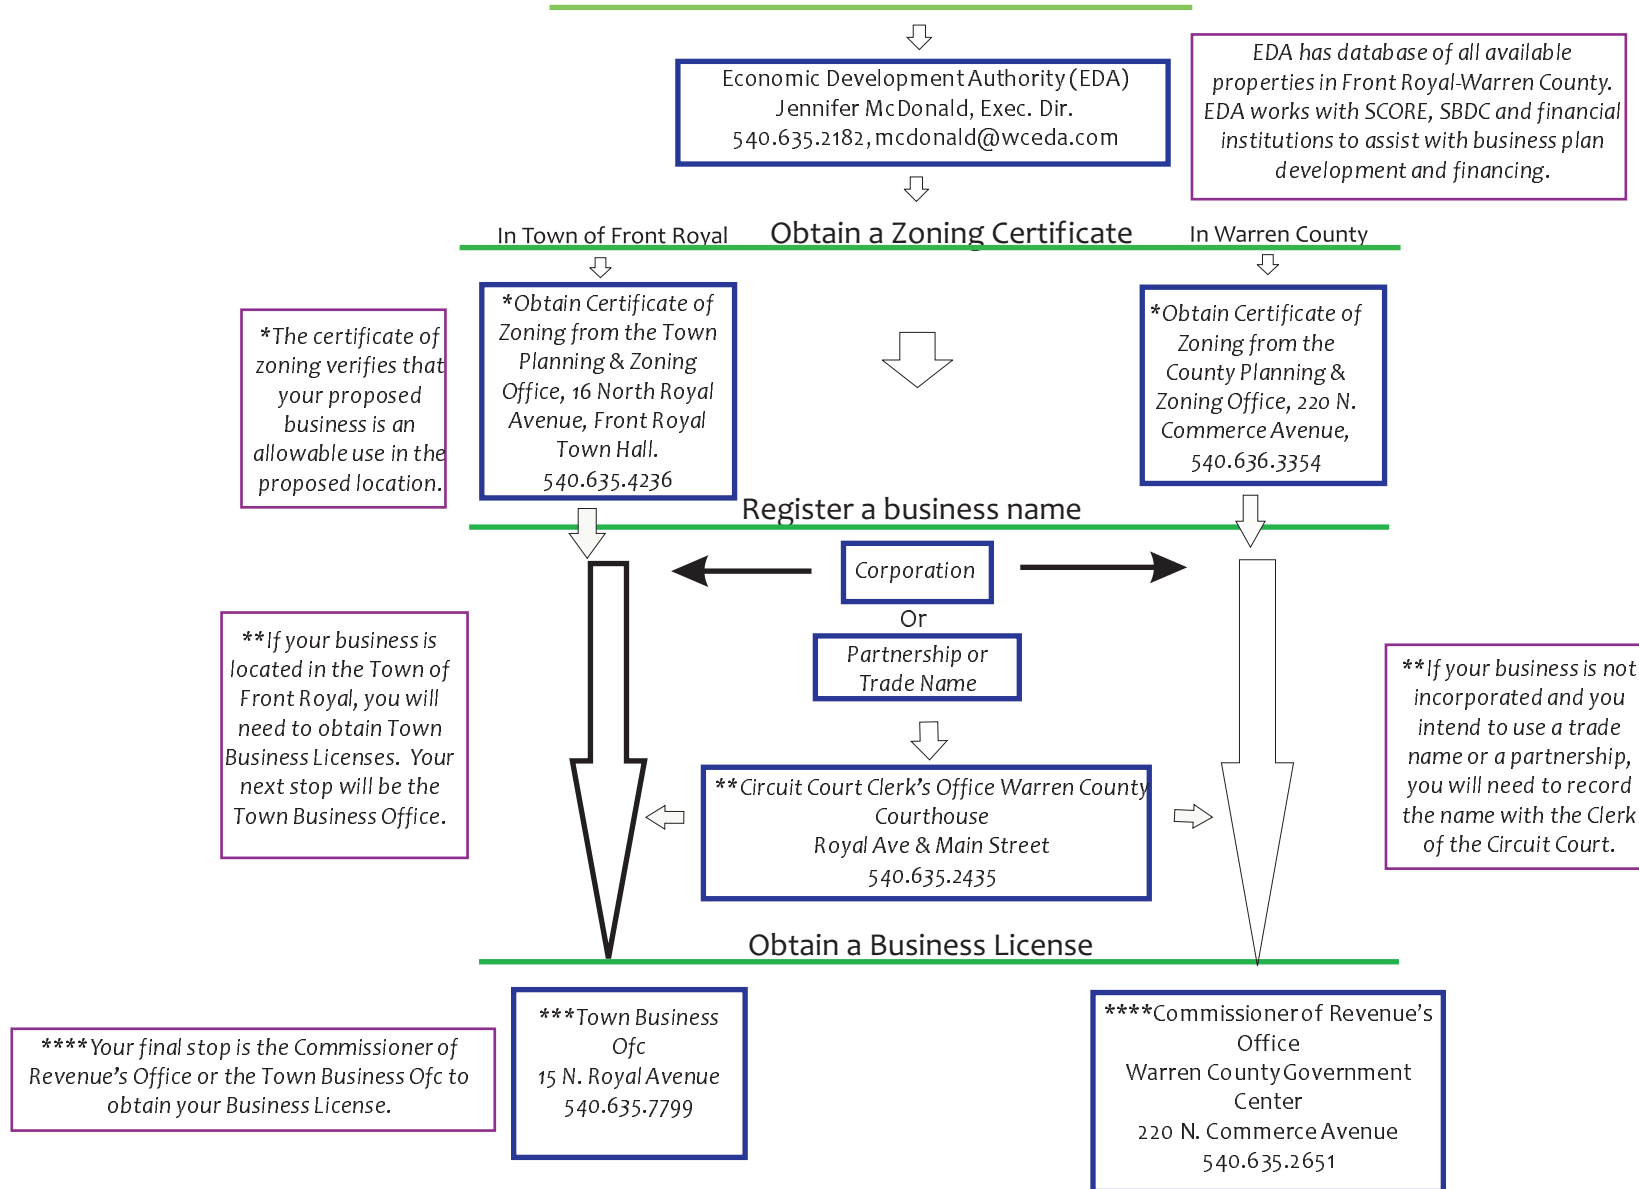 Economic Development Authority (EDA)
Jennifer McDonald, Exec. Dir.
540.635.2182, mcdonald@wceda.com
EDA has database of all available
properties in Front Royal-Warren County.
EDA works with SCORE, SBDC and financial
institutions to assist with business plan
development and financing.
In Town of Front Royal
Obtain a Zoning Certificate
In Warren County
*The certificate of
zoning verifies that
your proposed
business is an
allowable use in the
proposed location.
*Obtain Certificate of
Zoning from the Town
Planning & Zoning
Office, 16 North Royal
Avenue, Front Royal
Town Hall.
540.635.4236
*Obtain Certificate of
Zoning from the
County Planning &
Zoning Office, 220 N.
Commerce Avenue,
540.636.3354
Register a business name
Corporation
Or
Partnership or
Trade Name
**If your business is
located in the Town of
Front Royal, you will
need to obtain Town
Business Licenses. Your
next stop will be the
Town Business Office.
**Circuit Court Clerk's Office Warren County
Courthouse
Royal Ave & Main Street
540.635.2435
**If your business is not
incorporated and you
intend to use a trade
name or a partnership,
you will need to record
the name with the Clerk
of the Circuit Court.
Obtain a Business License
****Your final stop is the Commissioner of
Revenue's Office or the Town Business Ofc to
obtain your Business License.
***Town Business
Ofc
15 N. Royal Avenue
540.635.7799
****Commissioner of Revenue's
Office
Warren County Government
Center
220 N. Commerce Avenue
540.635.2651